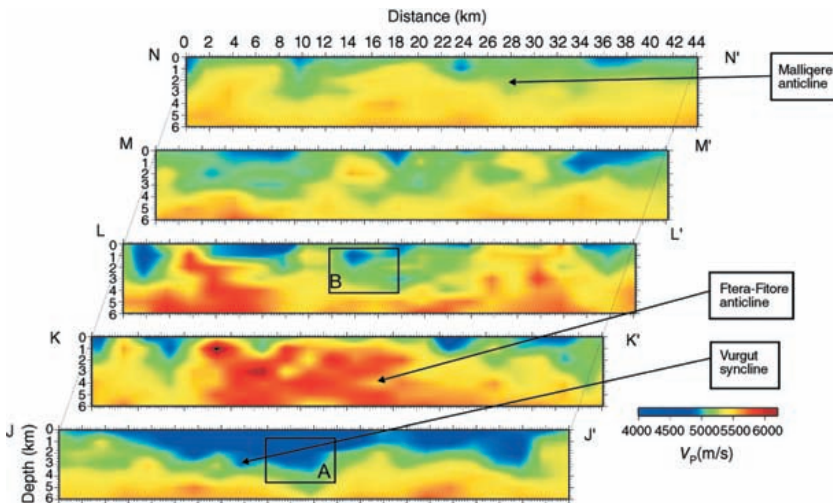 Distance (km)
0 2 4 6 8 10 12 14 16 18 20 22 24 26 28 30 32 34 36 38 40 42 44
N
N'
0
1
2
3
4
5
6
Malliqere
anticline
M
M'
0
1
2
3
4
5
6
L
L'
0
1
2
3
4
5
6
B
Ftera-Fitore
anticline
K
K'
0
1
2
3
4
5
6
Vurgut
syncline
J
J'
Depth (km)
0
1
2
3
4
5
6
A
4000 4500 5000 5500 6000
VP(m/s)